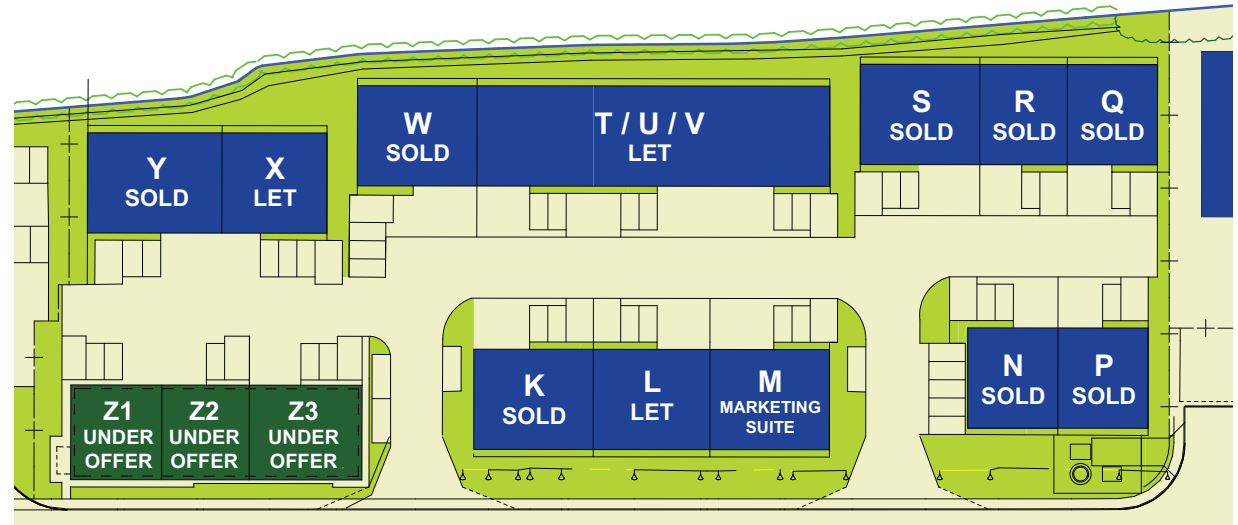 S
SOLD
R
SOLD
Q
SOLD
W
SOLD
T / U / V
LET
Y
SOLD
X
LET
K
SOLD
L
LET
M
MARKETING
SUITE
N
SOLD
P
SOLD
Z1
UNDER
OFFER
Z2
UNDER
OFFER
Z3
UNDER
OFFER